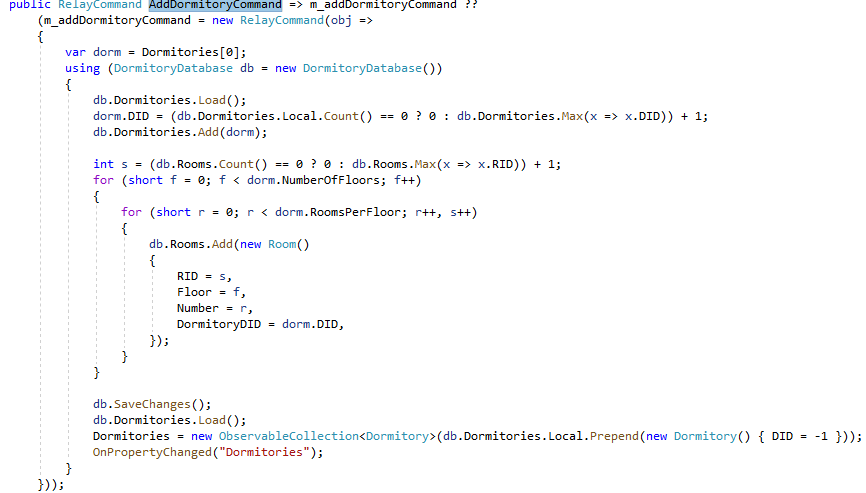 public RelayCommand AddDormitoryCommand => m_addDormitoryCommand ??
(m_addDormitoryCommand = new RelayCommand(obj =>
{
var dorm = Dormitories[0];
using (DormitoryDatabase db = new DormitoryDatabase())
{
db.Dormitories.Load();
dorm.DID = (db.Dormitories.Local.Count() == 0 ? 0 : db.Dormitories.Max(x => x.DID)) + 1;
db.Dormitories.Add(dorm);
int s = (db.Rooms.Count() == 0 ? 0 : db.Rooms.Max(x => x.RID)) + 1;
for (short f = 0; f < dorm.NumberOfFloors; f++)
{
for (short r = 0; r < dorm.RoomsPerFloor; r++, s++)
{
db.Rooms.Add(new Room()
{
RID = s,
Floor = f,
Number = r,
DormitoryDID = dorm.DID,
});
}
}
db.SaveChanges();
db.Dormitories.Load();
Dormitories = new ObservableCollection<Dormitory>(db.Dormitories.Local.Prepend(new Dormitory() { DID = -1 }));
OnPropertyChanged("Dormitories");
}
}));